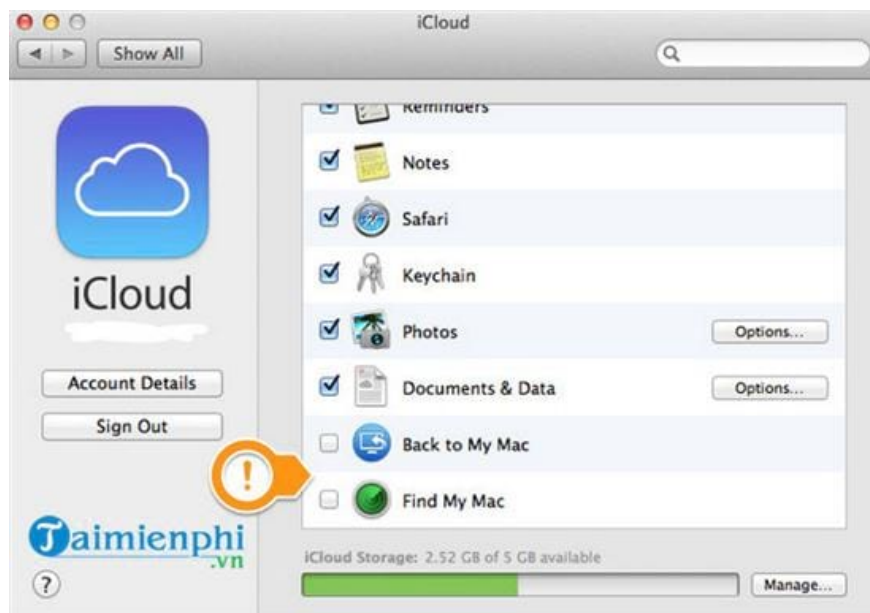 iCloud
Show All
Reminders
Notes
Safari
Keychain
iCloud
Photos
Options...
Account Details
Documents & Data
Options...
Sign Out
Back to My Mac
!
Find My Mac
Taimienphi
.vn
iCloud Storage: 2.52 GB of 5 GB available
?
Manage...